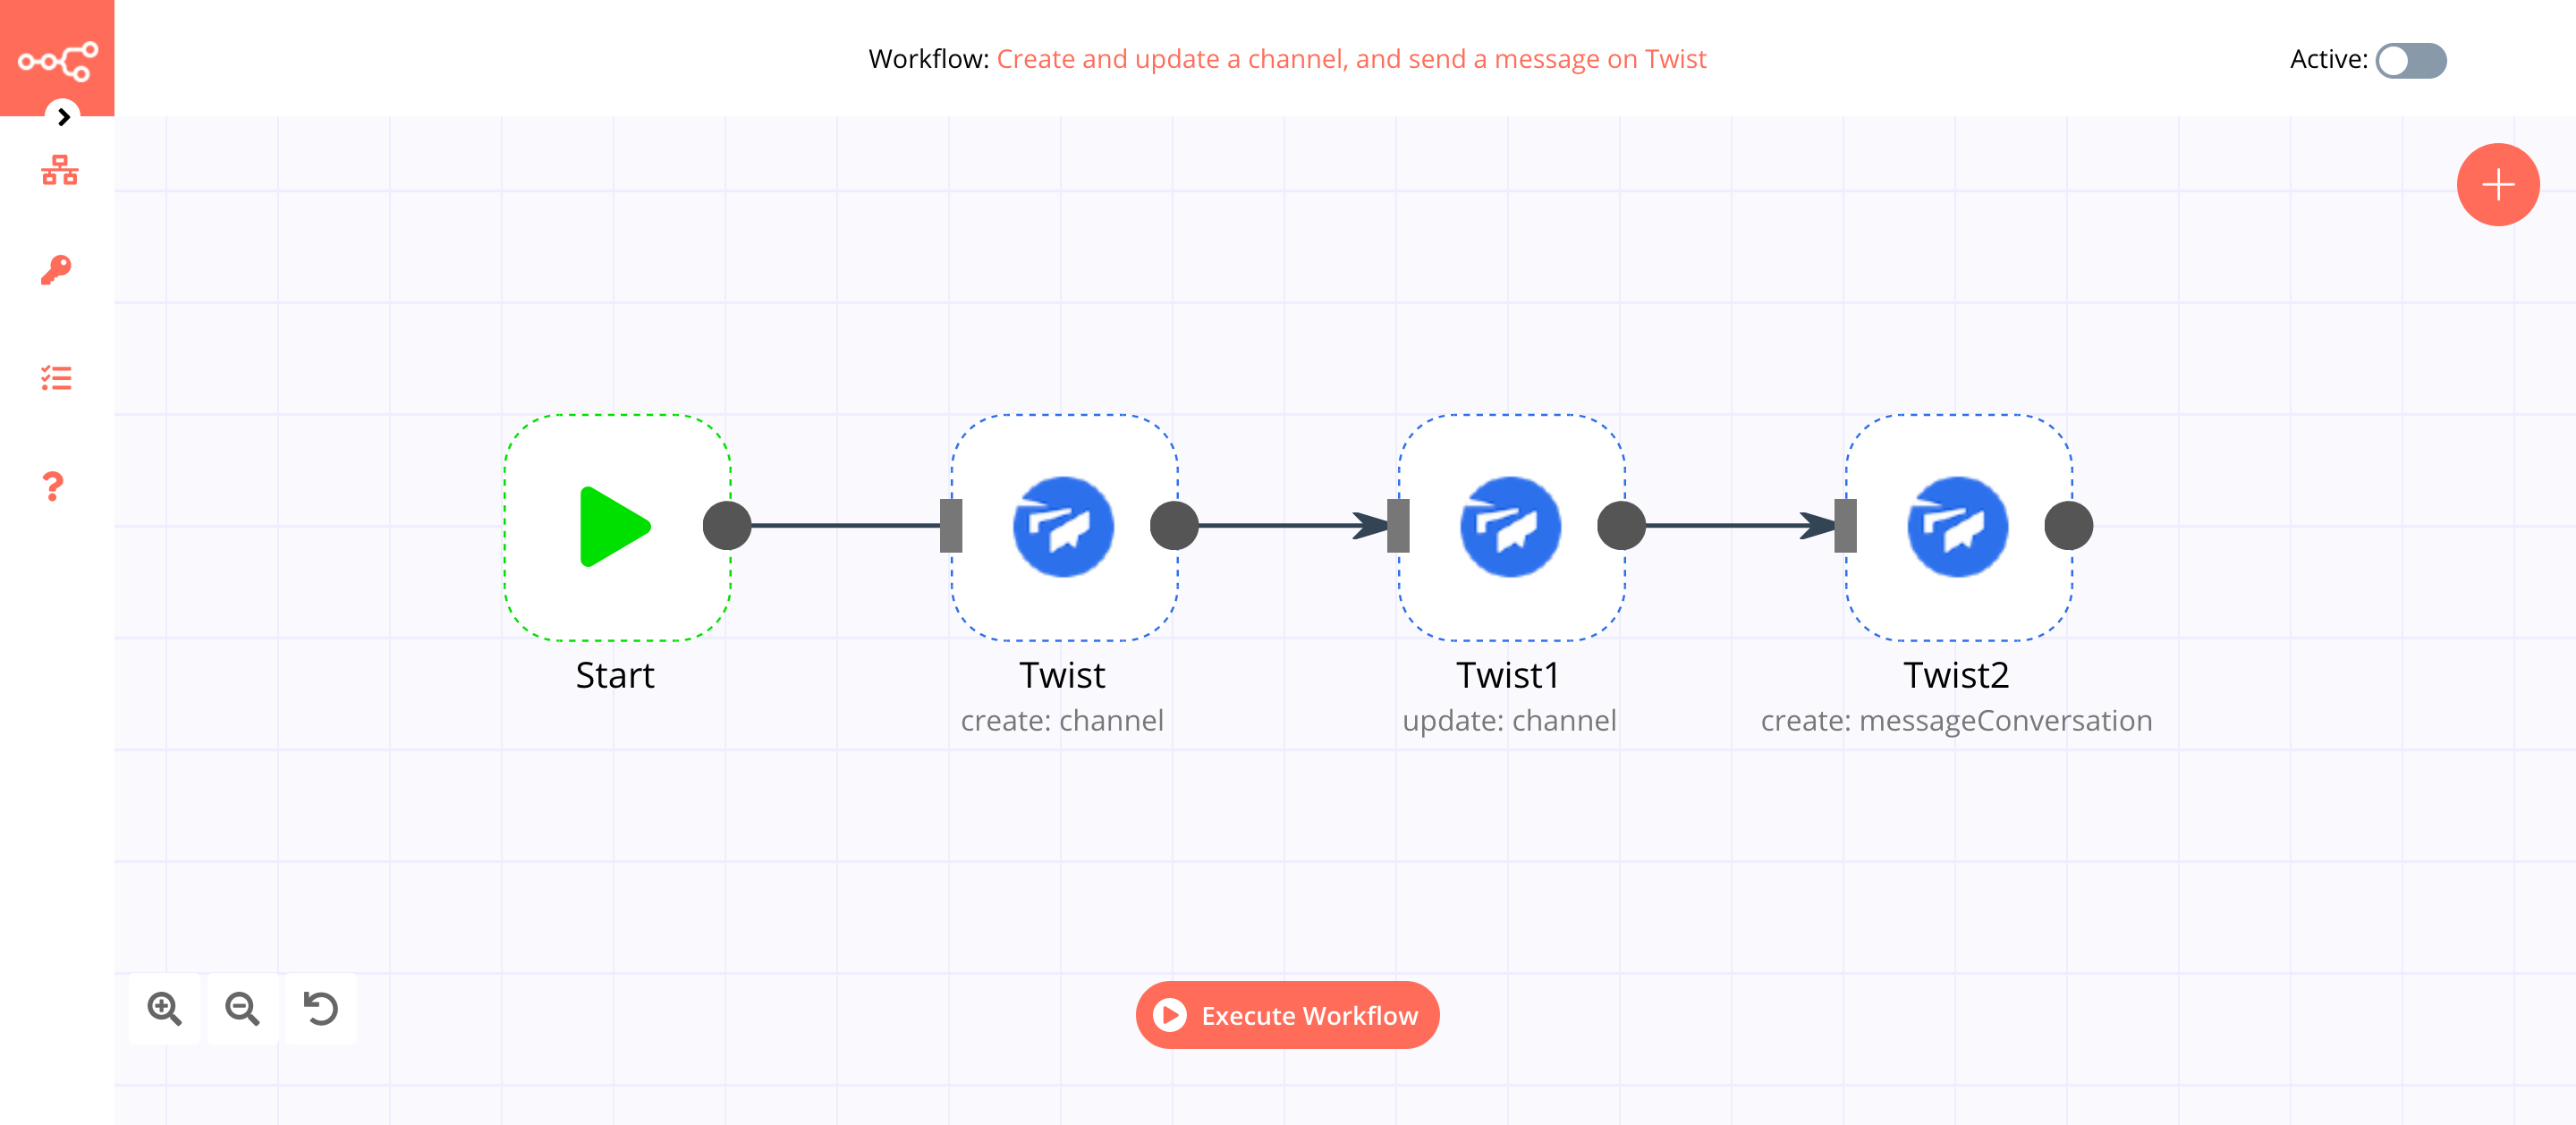 Workflow: Create and update a channel, and send a message on Twist
Active:
Start
Twist
create: channel
Twist1
update: channel
Twist2
create: messageConversation
Execute Workflow